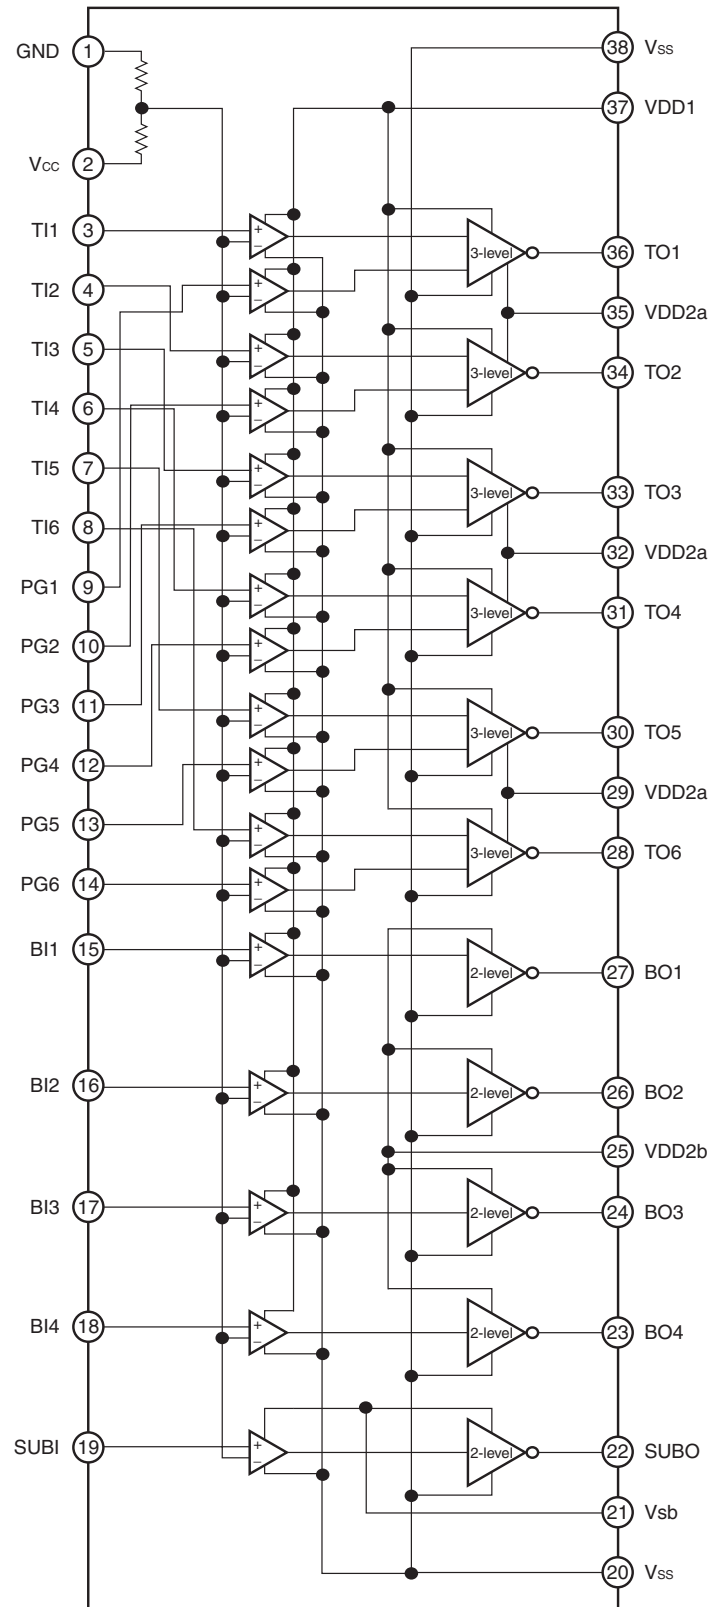 GND 1
VCC 2
TI1 3
TI2 4
TI3 5
TI4 6
TI5 7
TI6 8
PG1 9
PG2 10
PG3 11
PG4 12
PG5 13
PG6 14
BI1 15
BI2 16
BI3 17
BI4 18
SUBI 19
+
−
+
−
+
−
+
−
+
−
+
−
+
−
+
−
+
−
+
−
+
−
+
−
+
−
+
−
+
−
+
−
+
−
3-level
3-level
3-level
3-level
3-level
3-level
2-level
2-level
2-level
2-level
2-level
38 VSS
37 VDD1
36 TO1
35 VDD2a
34 TO2
33 TO3
32 VDD2a
31 TO4
30 TO5
29 VDD2a
28 TO6
27 BO1
26 BO2
25 VDD2b
24 BO3
23 BO4
22 SUBO
21 Vsb
20 VSS